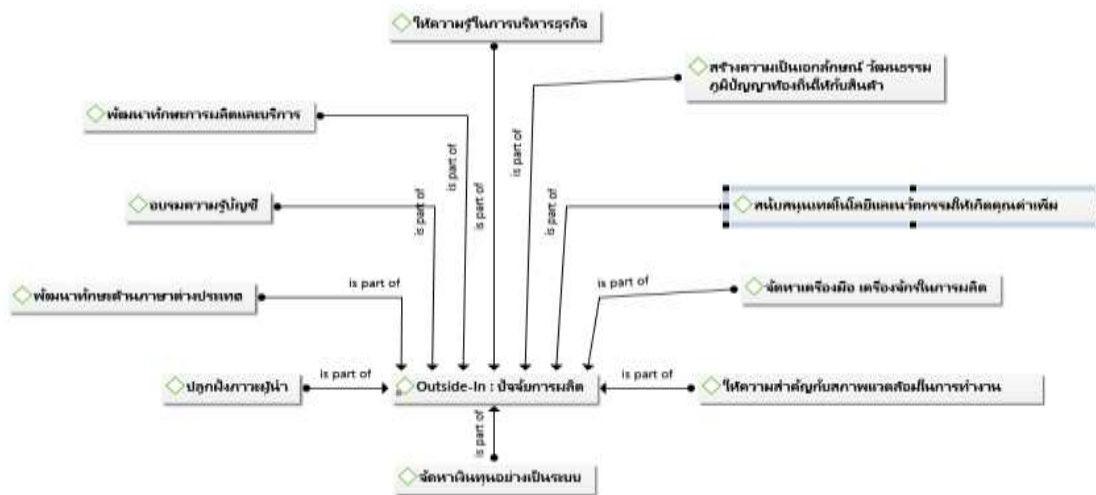 ให้ความรู้ในการบริหารธุรกิจ
สร้างความเป็นเอกลักษณ์ วัฒนธรรม
ภูมิปัญญาท้องถิ่นให้กับสินค้า
พัฒนาทักษะการผลิตและบริการ
is part of
is part of
is part of
is part of
is part of
อบรมความรู้บัญชี
สนับสนุนเทคโนโลยีและนวัตกรรมให้เกิดคุณค่าเพิ่ม
พัฒนาทักษะด้านภาษาต่างประเทศ
is part of
is part of
จัดหาเครื่องมือ เครื่องจักรในการผลิต
ปลูกฝังภาวะผู้นำ
is part of
Outside-In : ปัจจัยการผลิต
is part of
ให้ความสำคัญกับสภาพแวดล้อมในการทำงาน
is part of
จัดหาเงินทุนอย่างเป็นระบบ